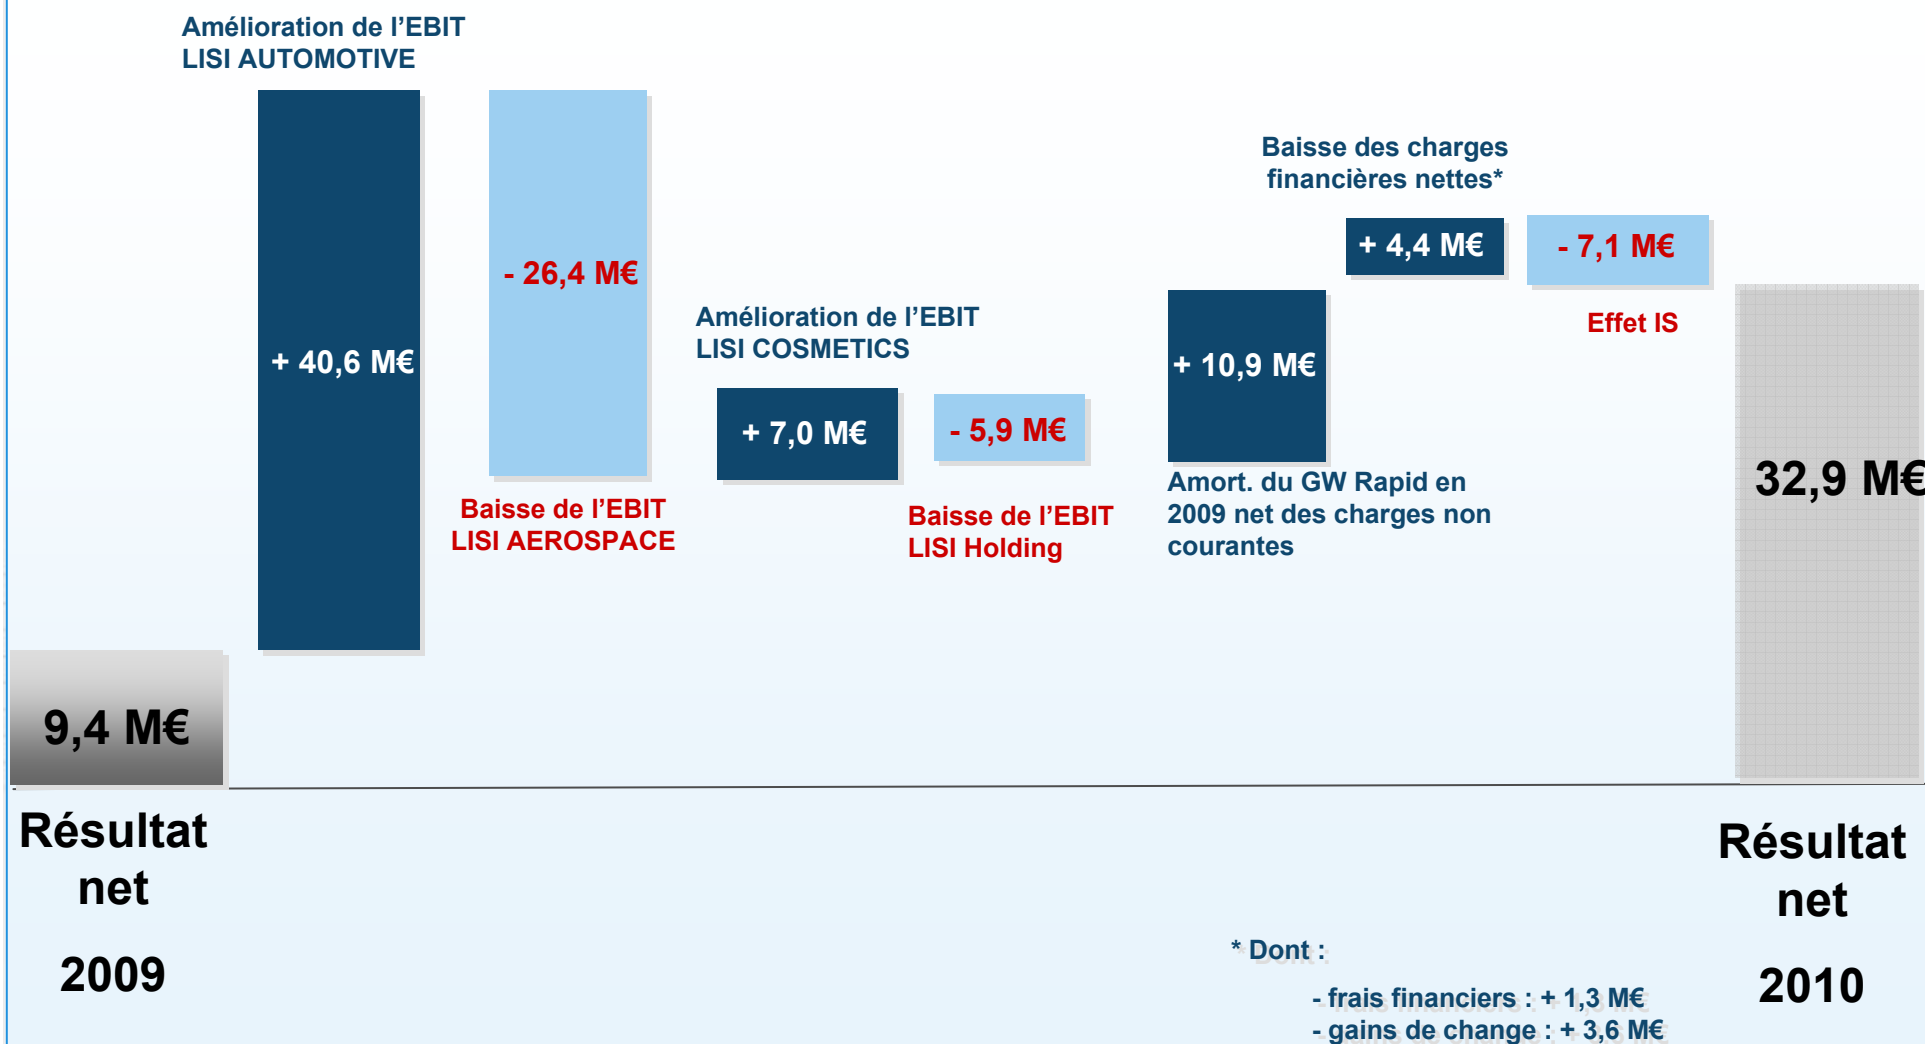 Amélioration de l’EBIT
LISI AUTOMOTIVE
Baisse des charges
financières nettes*
+ 4,4 M€
- 7,1 M€
- 26,4 M€
Effet IS
Amélioration de l’EBIT
LISI COSMETICS
+ 40,6 M€
+ 10,9 M€
+ 7,0 M€
- 5,9 M€
32,9 M€
Baisse de l’EBIT
LISI AEROSPACE
Baisse de l’EBIT
LISI Holding
Amort. du GW Rapid en
2009 net des charges non
courantes
9,4 M€
Résultat
net
2009
Résultat
net
2010
* Dont :
- frais financiers : + 1,3 M€
- gains de change : + 3,6 M€